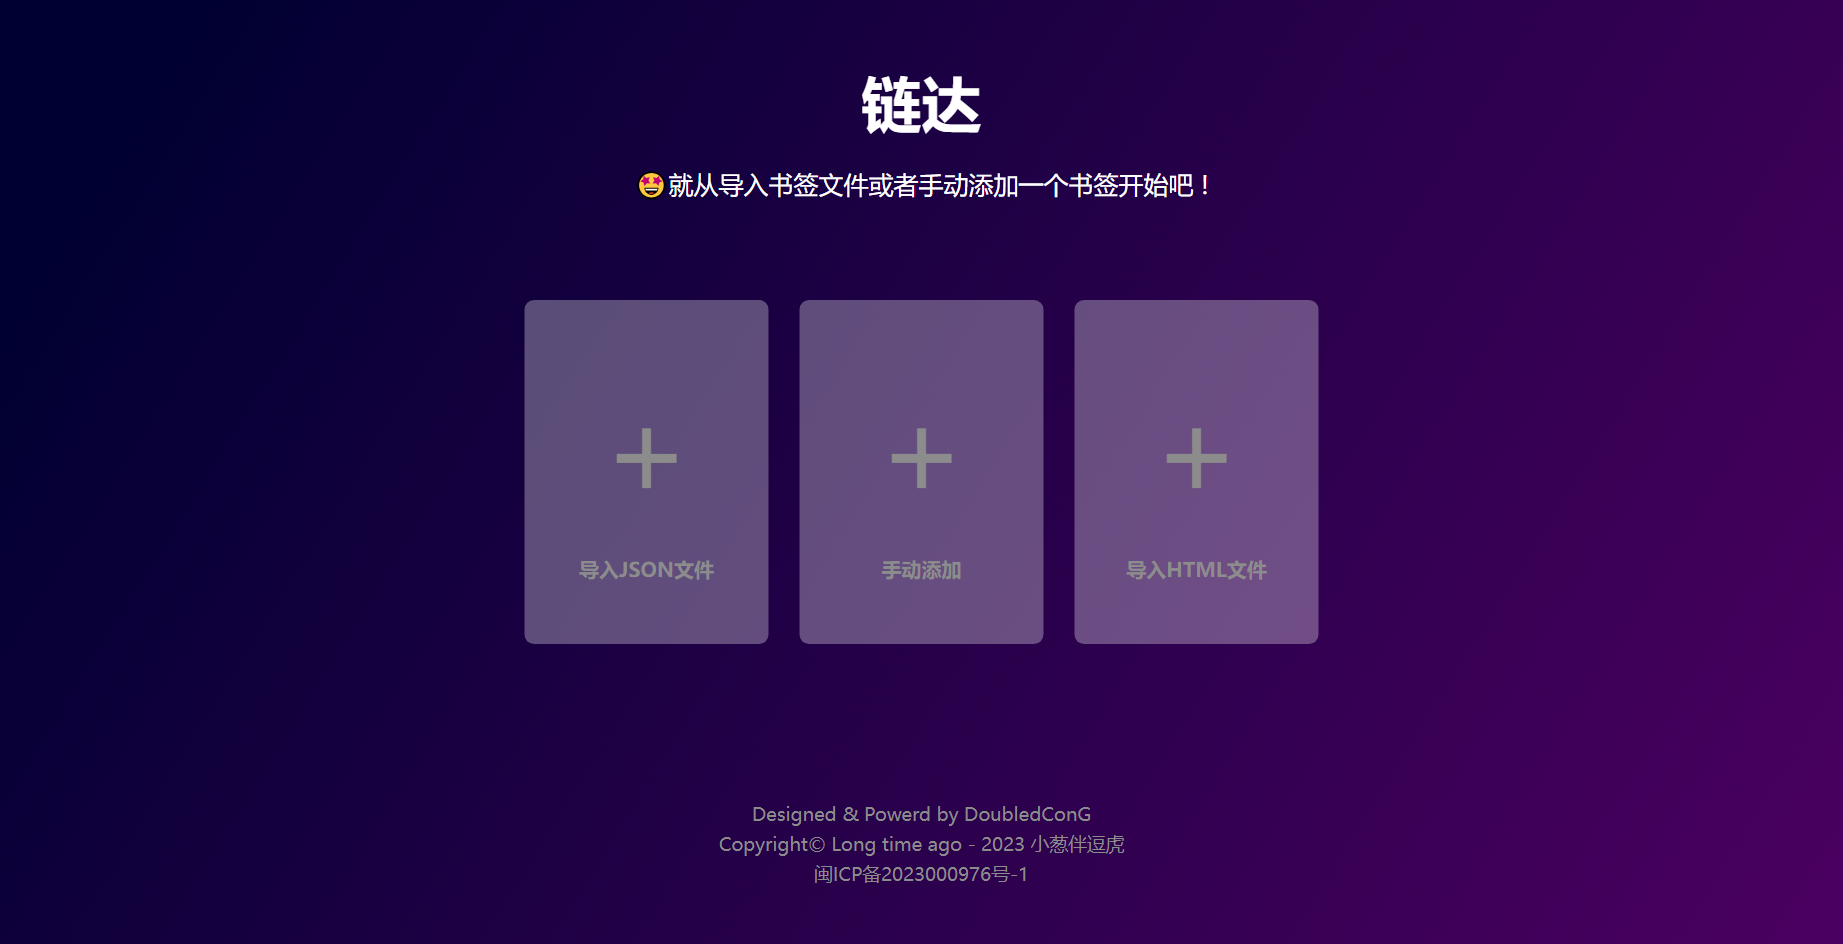 链达
🤩就从导入书签文件或者手动添加一个书签开始吧！
导入JSON文件
手动添加
导入HTML文件
Designed & Powerd by DoubledConG
Copyright© Long time ago - 2023 小葱伴逗虎
闽ICP备2023000976号-1